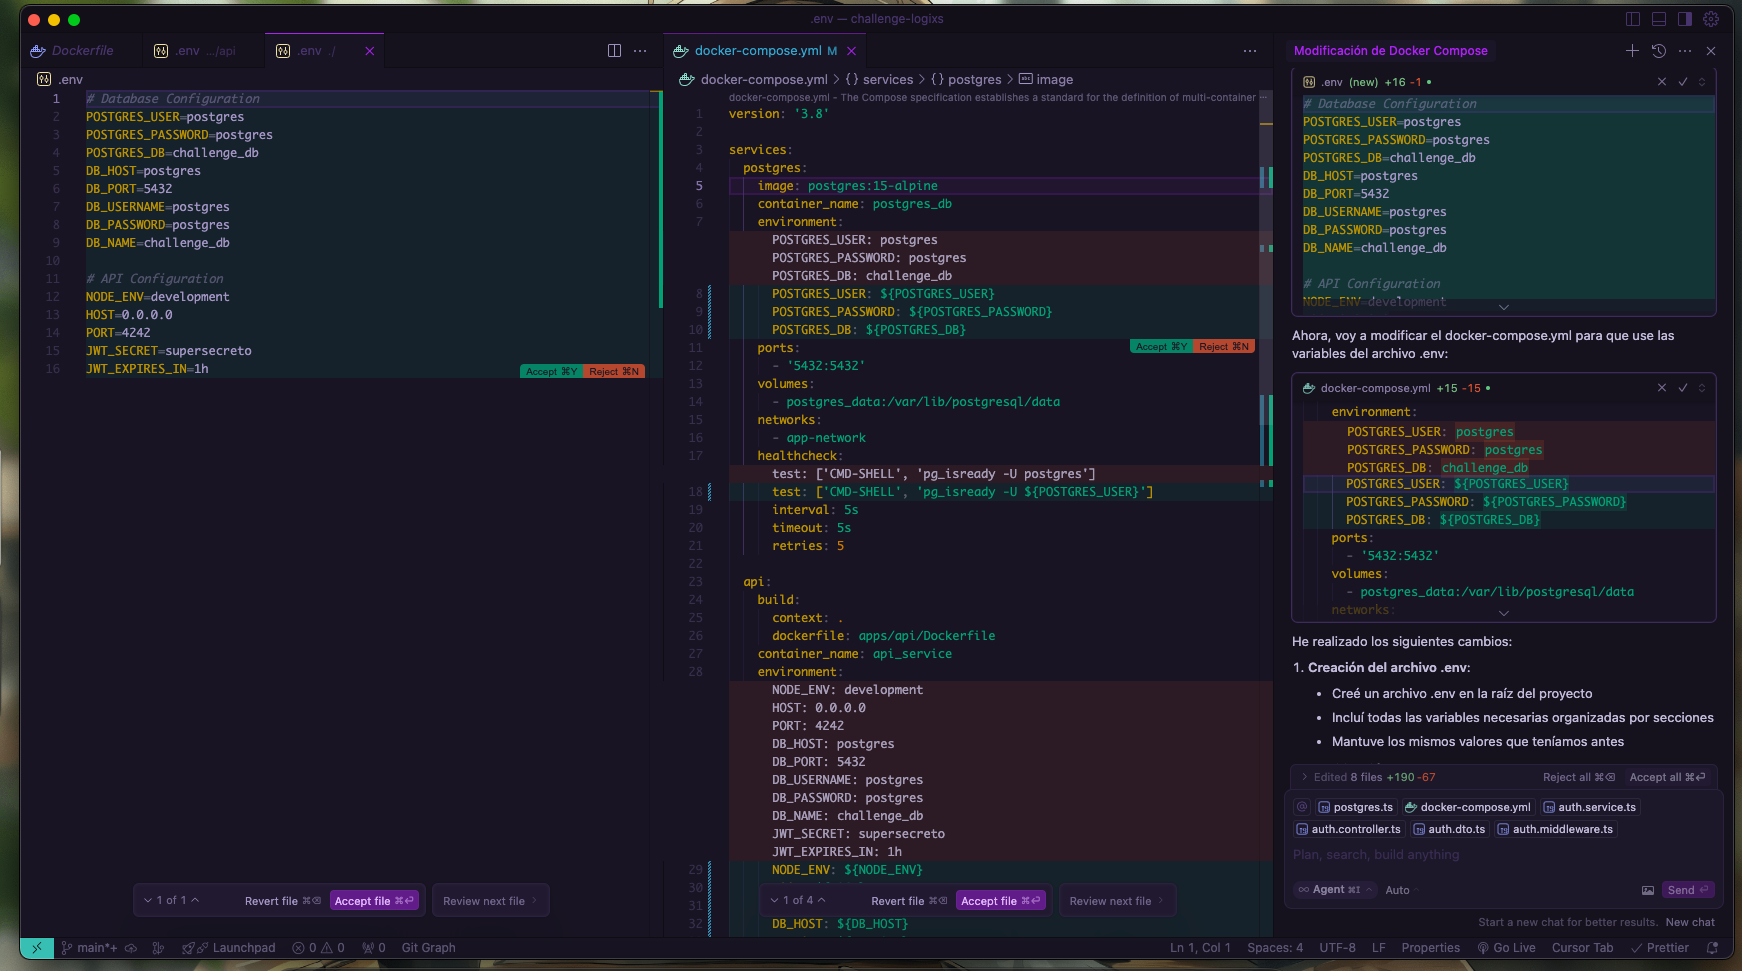 .env — challenge-logixs
Dockerfile
.env .../api
.env ./
.env
1 # Database Configuration
2 POSTGRES_USER=postgres
3 POSTGRES_PASSWORD=postgres
4 POSTGRES_DB=challenge_db
5 DB_HOST=postgres
6 DB_PORT=5432
7 DB_USERNAME=postgres
8 DB_PASSWORD=postgres
9 DB_NAME=challenge_db
10
11 # API Configuration
12 NODE_ENV=development
13 HOST=0.0.0.0
14 PORT=4242
15 JWT_SECRET=supersecreto
16 JWT_EXPIRES_IN=1h
Accept ⌘Y Reject ⌘N
1 of 1
Revert file ⌘⌫
Accept file ⌘⏎
Review next file
docker-compose.yml M
docker-compose.yml > {} services > {} postgres > abc image
docker-compose.yml - The Compose specification establishes a standard for the definition of multi-container ...
1 version: '3.8'
2
3 services:
4 postgres:
5 image: postgres:15-alpine
6 container_name: postgres_db
7 environment:
POSTGRES_USER: postgres
POSTGRES_PASSWORD: postgres
POSTGRES_DB: challenge_db
8 POSTGRES_USER: ${POSTGRES_USER}
9 POSTGRES_PASSWORD: ${POSTGRES_PASSWORD}
10 POSTGRES_DB: ${POSTGRES_DB}
11 ports:
Accept ⌘Y Reject ⌘N
12 - '5432:5432'
13 volumes:
14 - postgres_data:/var/lib/postgresql/data
15 networks:
16 - app-network
17 healthcheck:
test: ['CMD-SHELL', 'pg_isready -U postgres']
18 test: ['CMD-SHELL', 'pg_isready -U ${POSTGRES_USER}']
19 interval: 5s
20 timeout: 5s
21 retries: 5
22
23 api:
24 build:
25 context: .
26 dockerfile: apps/api/Dockerfile
27 container_name: api_service
28 environment:
NODE_ENV: development
HOST: 0.0.0.0
PORT: 4242
DB_HOST: postgres
DB_PORT: 5432
DB_USERNAME: postgres
DB_PASSWORD: postgres
DB_NAME: challenge_db
JWT_SECRET: supersecreto
JWT_EXPIRES_IN: 1h
29 NODE_ENV: ${NODE_ENV}
30
31
32 DB_HOST: ${DB_HOST}
1 of 4
Revert file ⌘⌫
Accept file ⌘⏎
Review next file
Modificación de Docker Compose
.env (new) +16 -1
# Database Configuration
POSTGRES_USER=postgres
POSTGRES_PASSWORD=postgres
POSTGRES_DB=challenge_db
DB_HOST=postgres
DB_PORT=5432
DB_USERNAME=postgres
DB_PASSWORD=postgres
DB_NAME=challenge_db
# API Configuration
NODE_ENV=development
Ahora, voy a modificar el docker-compose.yml para que use las
variables del archivo .env:
docker-compose.yml +15 -15
environment:
POSTGRES_USER: postgres
POSTGRES_PASSWORD: postgres
POSTGRES_DB: challenge_db
POSTGRES_USER: ${POSTGRES_USER}
POSTGRES_PASSWORD: ${POSTGRES_PASSWORD}
POSTGRES_DB: ${POSTGRES_DB}
ports:
- '5432:5432'
volumes:
- postgres_data:/var/lib/postgresql/data
networks:
He realizado los siguientes cambios:
1. Creación del archivo .env:
• Creé un archivo .env en la raíz del proyecto
• Incluí todas las variables necesarias organizadas por secciones
• Mantuve los mismos valores que teníamos antes
Edited 8 files +190 -67 Reject all ⌘⌫ Accept all ⌘⏎
@ postgres.ts docker-compose.yml auth.service.ts
auth.controller.ts auth.dto.ts auth.middleware.ts
Plan, search, build anything
Agent ⌘I Auto Send ⏎
Start a new chat for better results. New chat
main*+ Launchpad 0 0 0 Git Graph Ln 1, Col 1 Spaces: 4 UTF-8 LF Properties Go Live Cursor Tab Prettier